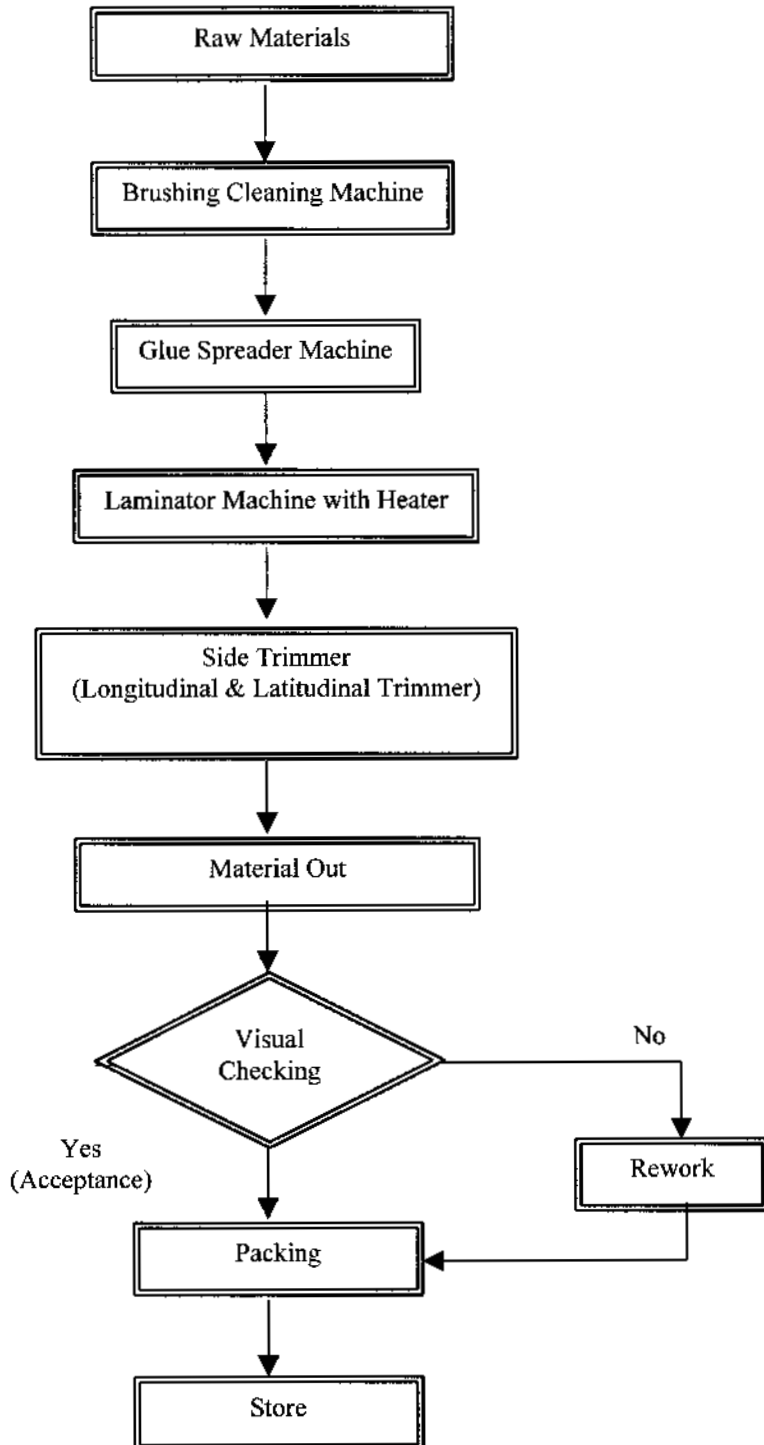 Raw Materials
Brushing Cleaning Machine
Glue Spreader Machine
Laminator Machine with Heater
Side Trimmer
(Longitudinal & Latitudinal Trimmer)
Material Out
Visual
Checking
No
Yes
(Acceptance)
Rework
Packing
Store